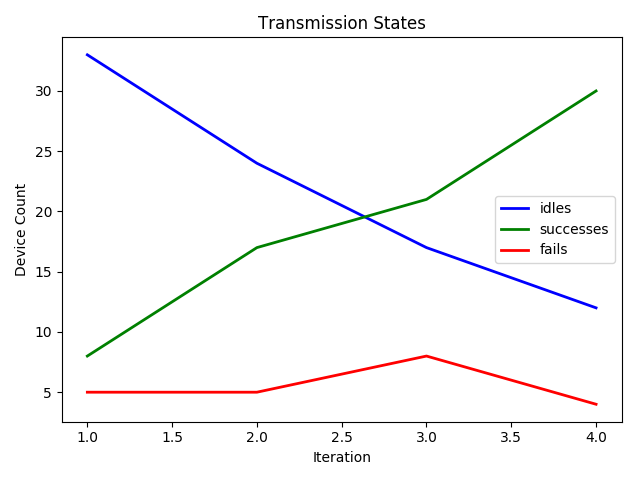 Transmission States
Device Count
30
25
20
15
10
5
idles
successes
fails
1.0 1.5 2.0 2.5 3.0 3.5 4.0
Iteration